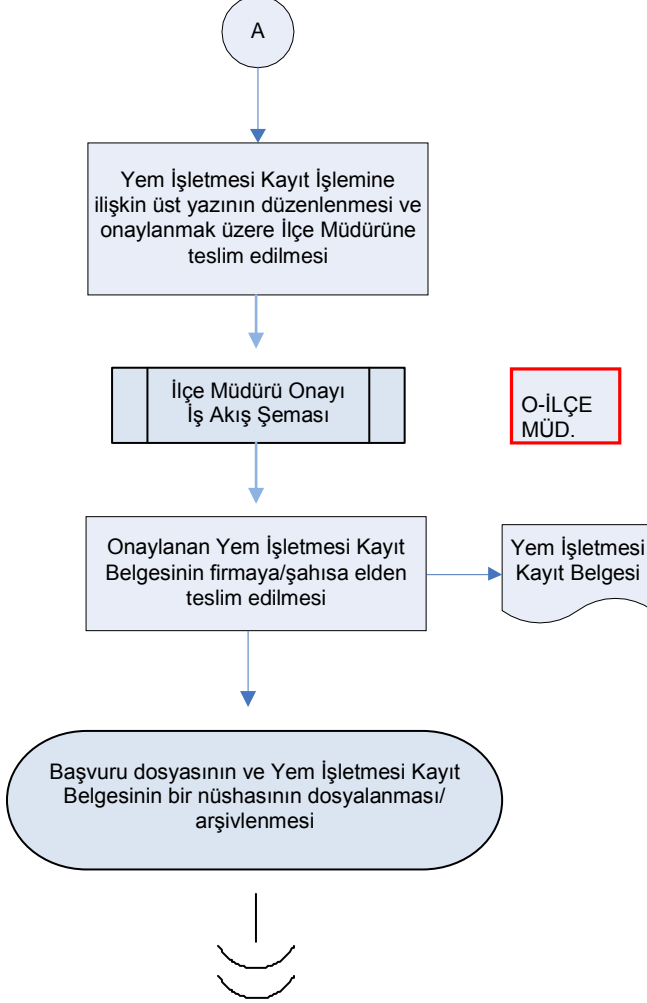 A
Yem İşletmesi Kayıt İşlemine
ilişkin üst yazının düzenlenmesi ve
onaylanmak üzere İlçe Müdürüne
teslim edilmesi
İlçe Müdürü Onayı
İş Akış Şeması
O-İLÇE
MÜD.
Onaylanan Yem İşletmesi Kayıt
Belgesinin firmaya/şahısa elden
teslim edilmesi
Yem İşletmesi
Kayıt Belgesi
Başvuru dosyasının ve Yem İşletmesi Kayıt
Belgesinin bir nüshasının dosyalanması/
arşivlenmesi